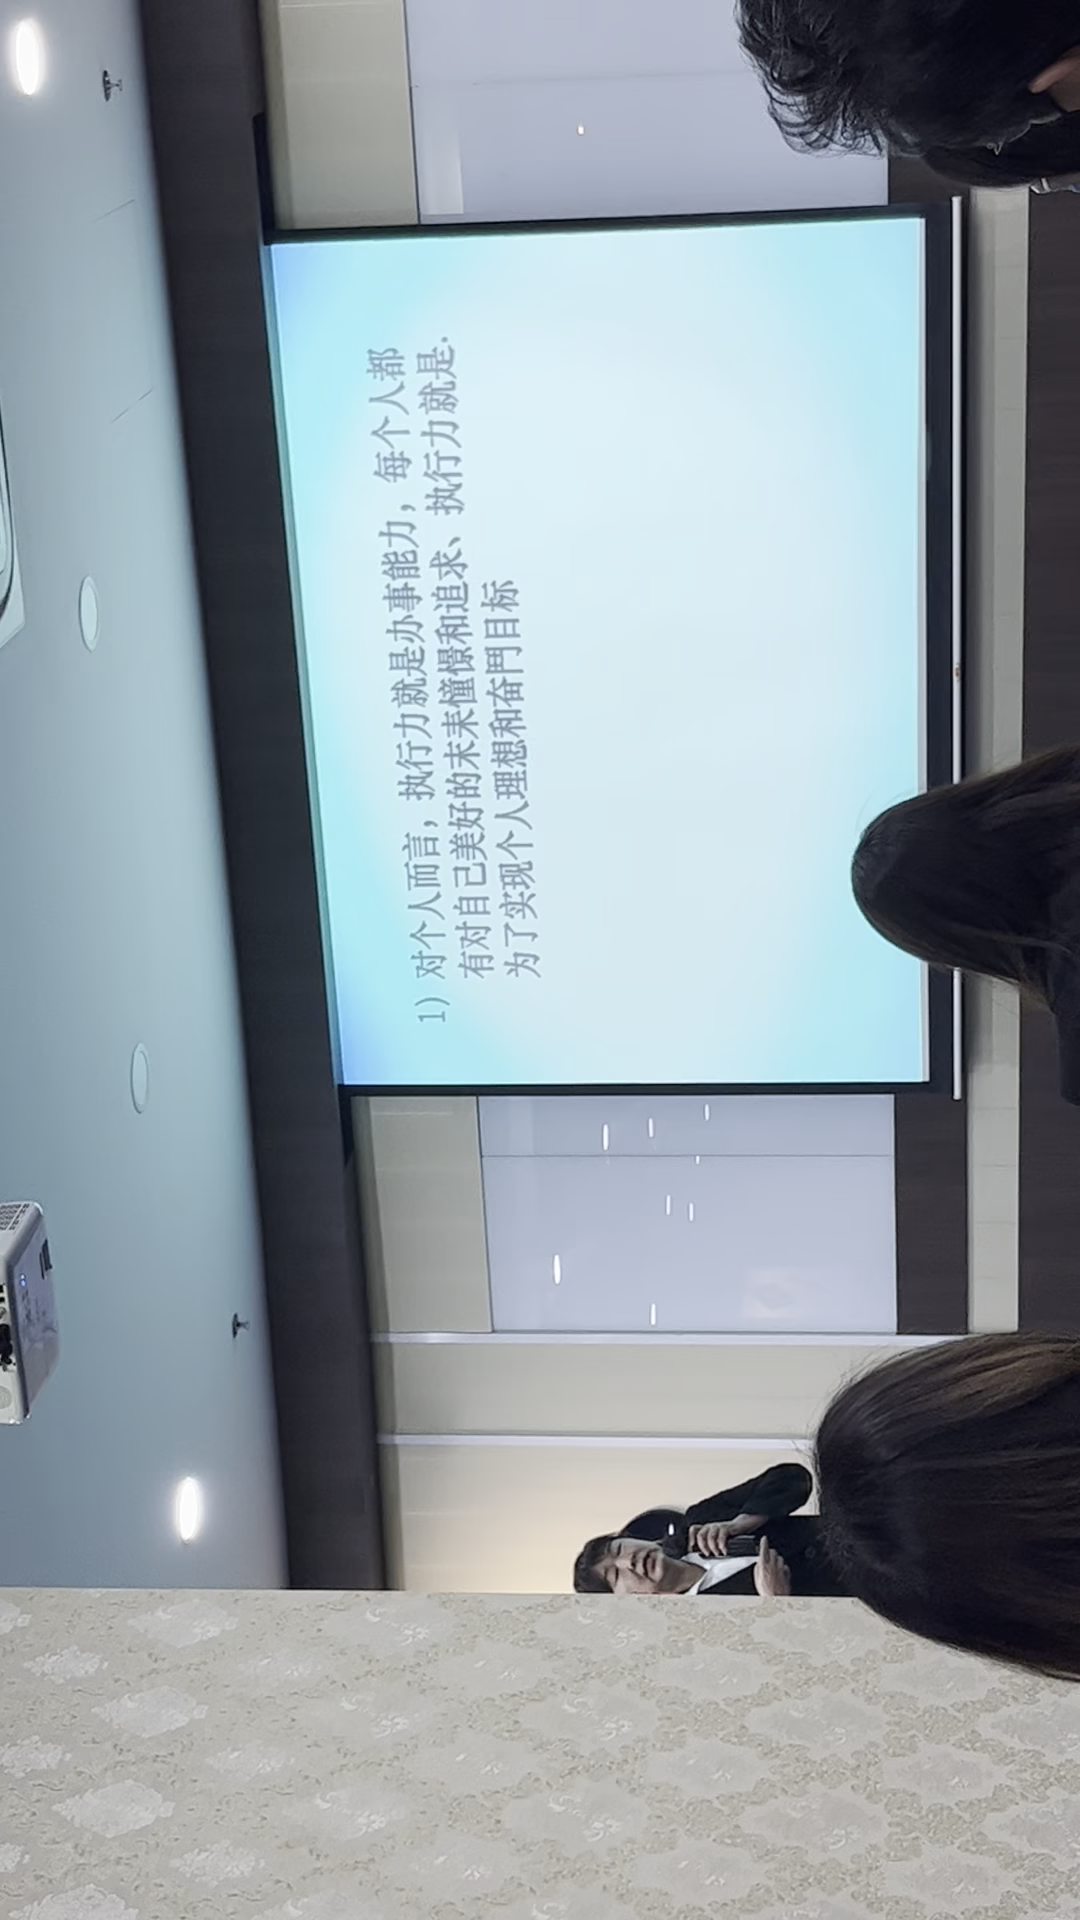 1）对个人而言，执行力就是办事能力，每个人都
有对自己美好的未来憧憬和追求、执行力就是.
为了实现个人理想和奋鬥目标